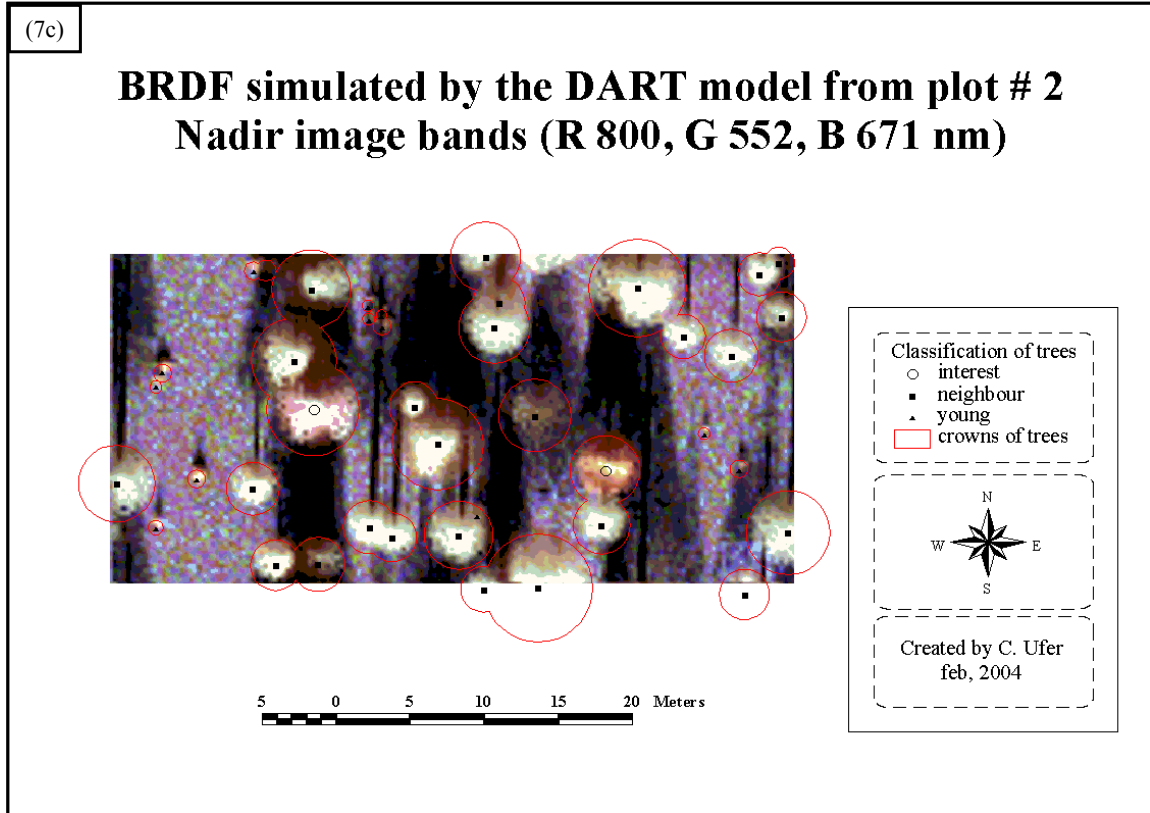 (7c)
BRDF simulated by the DART model from plot # 2
Nadir image bands (R 800, G 552, B 671 nm)
Classification of trees
interest
neighbour
young
crowns of trees
N
W E
S
Created by C. Ufer
feb, 2004
5 0 5 10 15 20 Meters